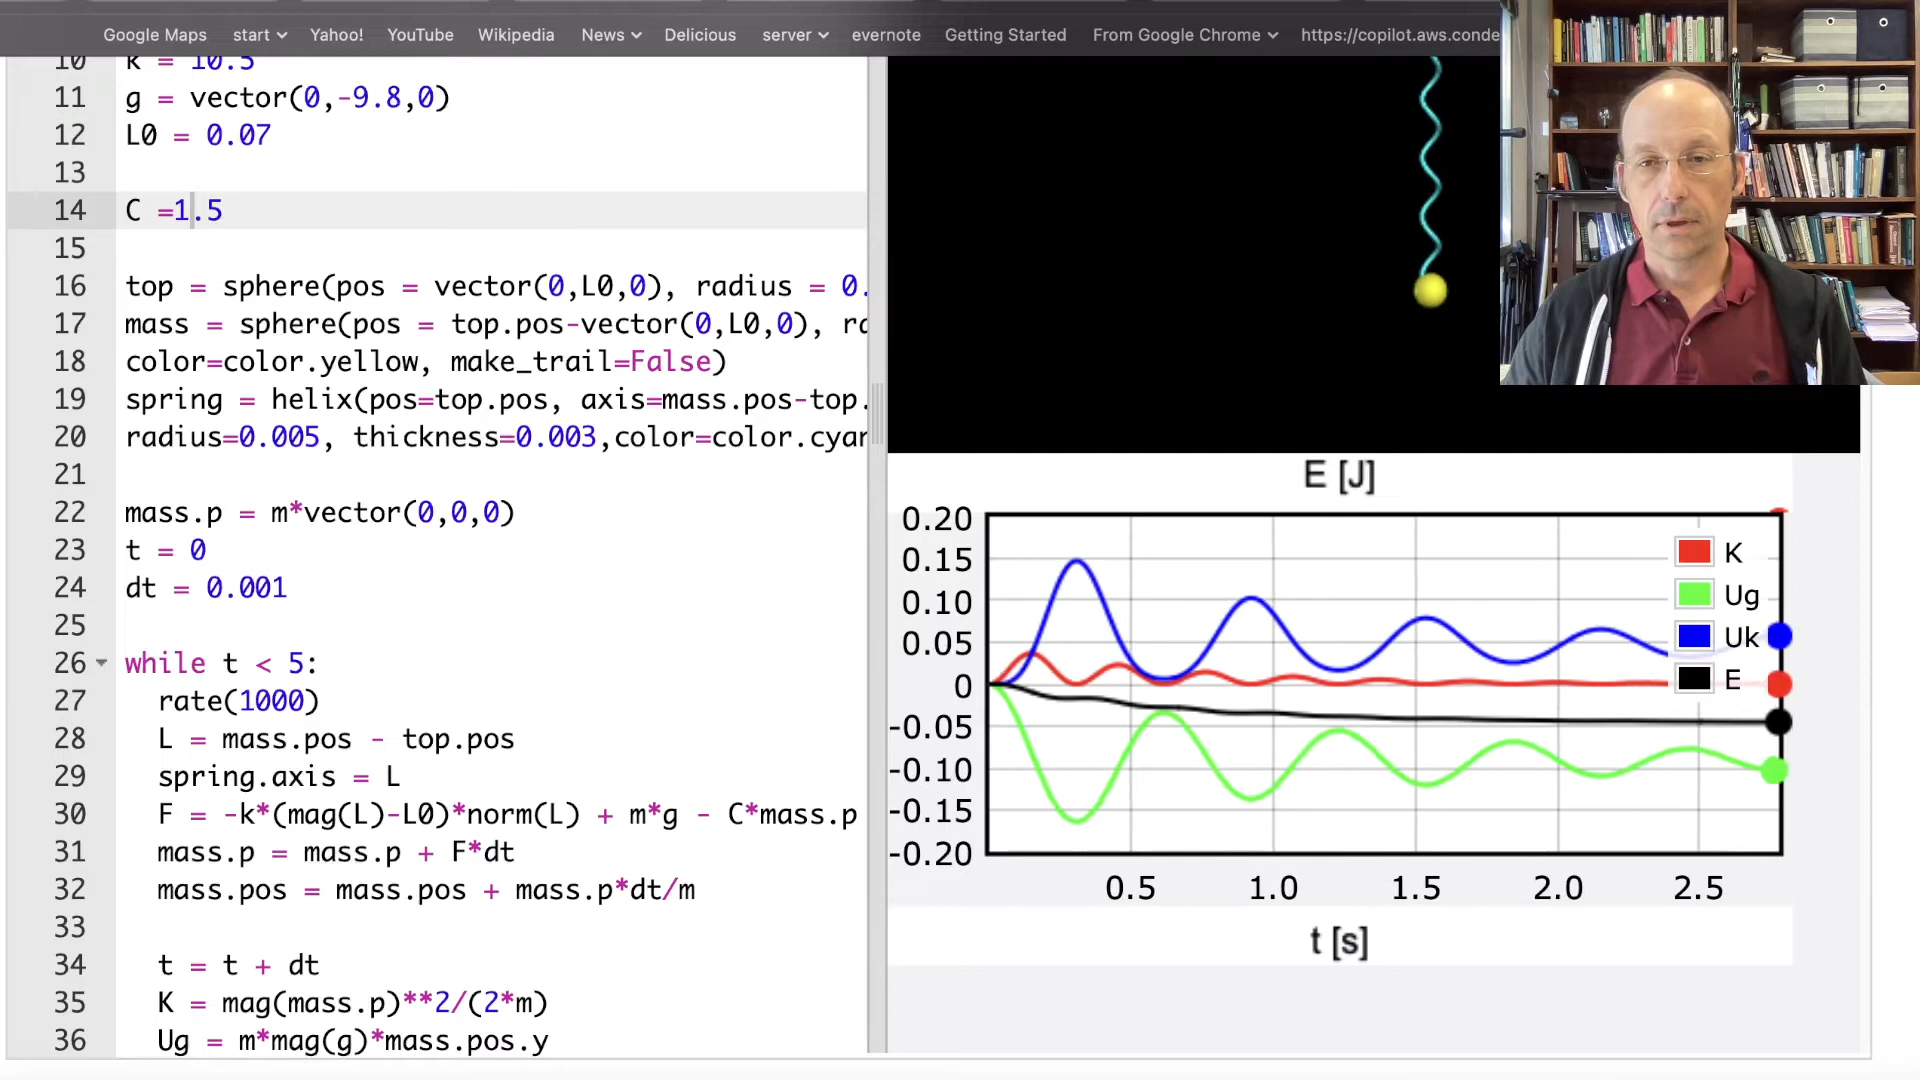 Google Maps start Yahoo! YouTube Wikipedia News Delicious server evernote Getting Started From Google Chrome https://copilot.aws.conde
10 k = 10.5
11 g = vector(0,-9.8,0)
12 L0 = 0.07
13
14 C =1.5
15
16 top = sphere(pos = vector(0,L0,0), radius = 0.
17 mass = sphere(pos = top.pos-vector(0,L0,0), ra
18 color=color.yellow, make_trail=False)
19 spring = helix(pos=top.pos, axis=mass.pos-top.
20 radius=0.005, thickness=0.003,color=color.cyan
21
22 mass.p = m*vector(0,0,0)
23 t = 0
24 dt = 0.001
25
26 while t < 5:
27 rate(1000)
28 L = mass.pos - top.pos
29 spring.axis = L
30 F = -k*(mag(L)-L0)*norm(L) + m*g - C*mass.p
31 mass.p = mass.p + F*dt
32 mass.pos = mass.pos + mass.p*dt/m
33
34 t = t + dt
35 K = mag(mass.p)**2/(2*m)
36 Ug = m*mag(g)*mass.pos.y
E [J]
0.20
0.15
0.10
0.05
0
-0.05
-0.10
-0.15
-0.20
K
Ug
Uk
E
0.5 1.0 1.5 2.0 2.5
t [s]